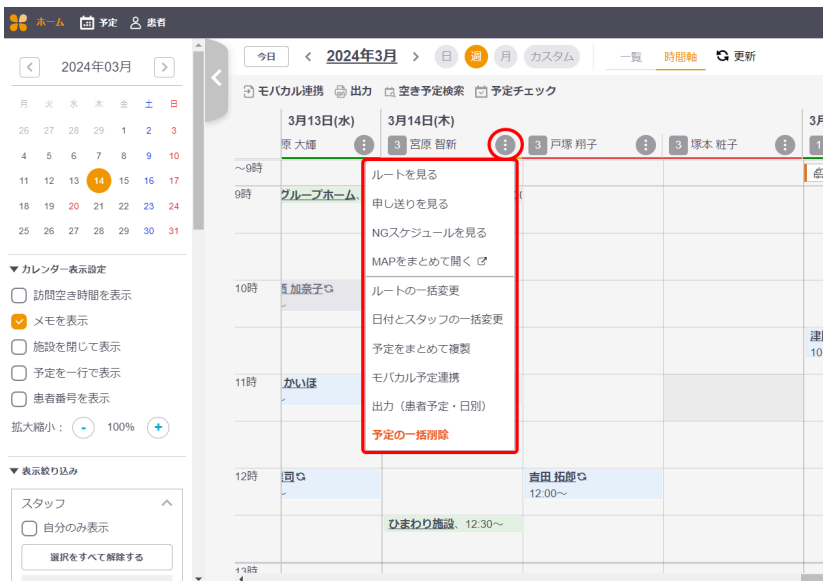 ホーム 予定 患者
2024年03月
月 火 水 木 金 土 日
26 27 28 29 1 2 3
4 5 6 7 8 9 10
11 12 13 14 15 16 17
18 19 20 21 22 23 24
25 26 27 28 29 30 31
▼カレンダー表示設定
訪問空き時間を表示
メモを表示
施設を閉じて表示
予定を一行で表示
患者番号を表示
拡大縮小： - 100% +
▼表示絞り込み
スタッフ
自分のみ表示
選択をすべて解除する
今日 2024年3月 日 週 月 カスタム 一覧 時間軸 更新
モバカル連携 出力 空き予定検索 予定チェック
3月13日(水) 3月14日(木) 3月
原 大輝 3 宮原 智新 3 戸塚 翔子 3 塚本 粧子 1
～9時
9時 グループホーム、
10時 加奈子
11時 かいほ
12時 司 吉田 拓郎
12:00～
ひまわり施設、12:30～
13時
津
10
ルートを見る
申し送りを見る
NGスケジュールを見る
MAPをまとめて開く
ルートの一括変更
日付とスタッフの一括変更
予定をまとめて複製
モバカル予定連携
出力（患者予定・日別）
予定の一括削除